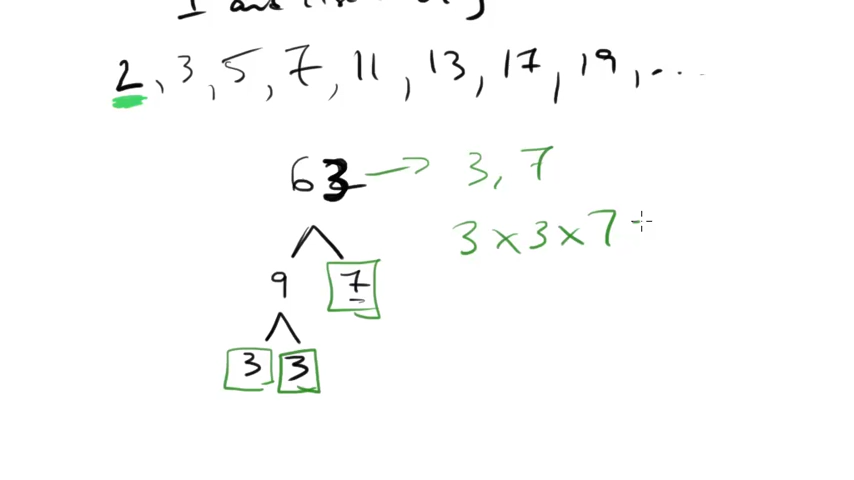 2, 3, 5, 7, 11, 13, 17, 19, ...
63 → 3, 7
3 × 3 × 7
9 7
3 3